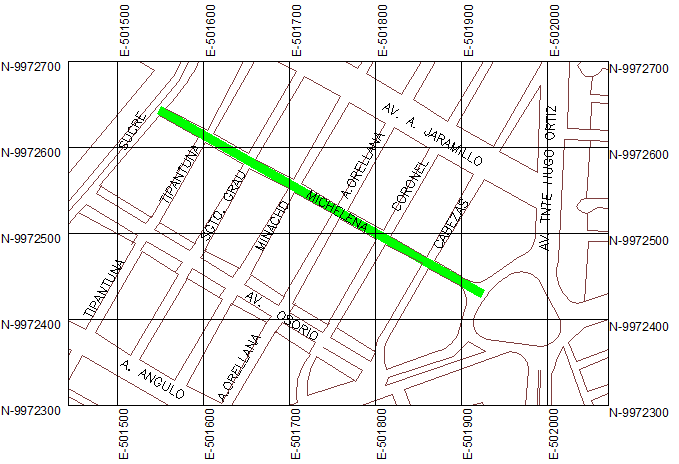 E-501500
E-501600
E-501700
E-501800
E-501900
E-502000
N-9972700
N-9972700
AV. A. JARAMILLO
SUCRE
AV. TNTE HUGO ORTIZ
N-9972600
N-9972600
TIPANTUNA
SGTO. GRAU
A.ORELLANA
CORONEL
MINACHO
MICHELENA
CABEZAS
N-9972500
N-9972500
TIPANTUNA
AV. OSORIO
N-9972400
N-9972400
A. ANGULO
A.ORELLANA
N-9972300
N-9972300
E-501500
E-501600
E-501700
E-501800
E-501900
E-502000